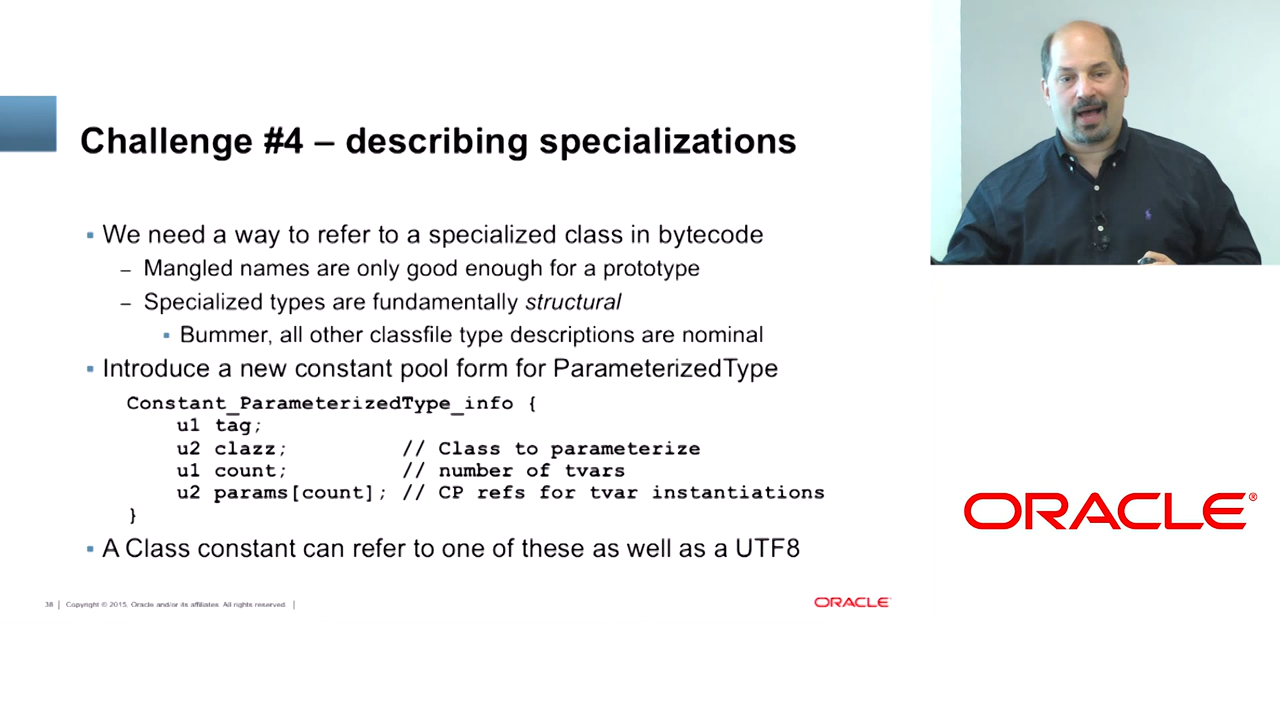 Challenge #4 – describing specializations
▪ We need a way to refer to a specialized class in bytecode
– Mangled names are only good enough for a prototype
– Specialized types are fundamentally structural
▪ Bummer, all other classfile type descriptions are nominal
▪ Introduce a new constant pool form for ParameterizedType
Constant_ParameterizedType_info {
u1 tag;
u2 clazz; // Class to parameterize
u1 count; // number of tvars
u2 params[count]; // CP refs for tvar instantiations
}
▪ A Class constant can refer to one of these as well as a UTF8
38 | Copyright © 2015, Oracle and/or its affiliates. All rights reserved. |
ORACLE
ORACLE®